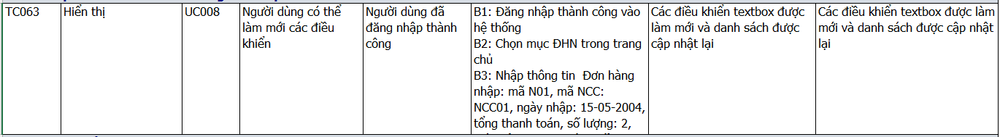 TC063
Hiển thị
UC008
Người dùng có thể
làm mới các điều
khiển
Người dùng đã
đăng nhập thành
công
B1: Đăng nhập thành công vào
hệ thống
B2: Chọn mục ĐHN trong trang
chủ
B3: Nhập thông tin  Đơn hàng
nhập: mã N01, mã NCC:
NCC01, ngày nhập: 15-05-2004,
tổng thanh toán, số lượng: 2,
Các điều khiển textbox được
làm mới và danh sách được
cập nhật lại
Các điều khiển textbox được làm
mới và danh sách được cập nhật
lại